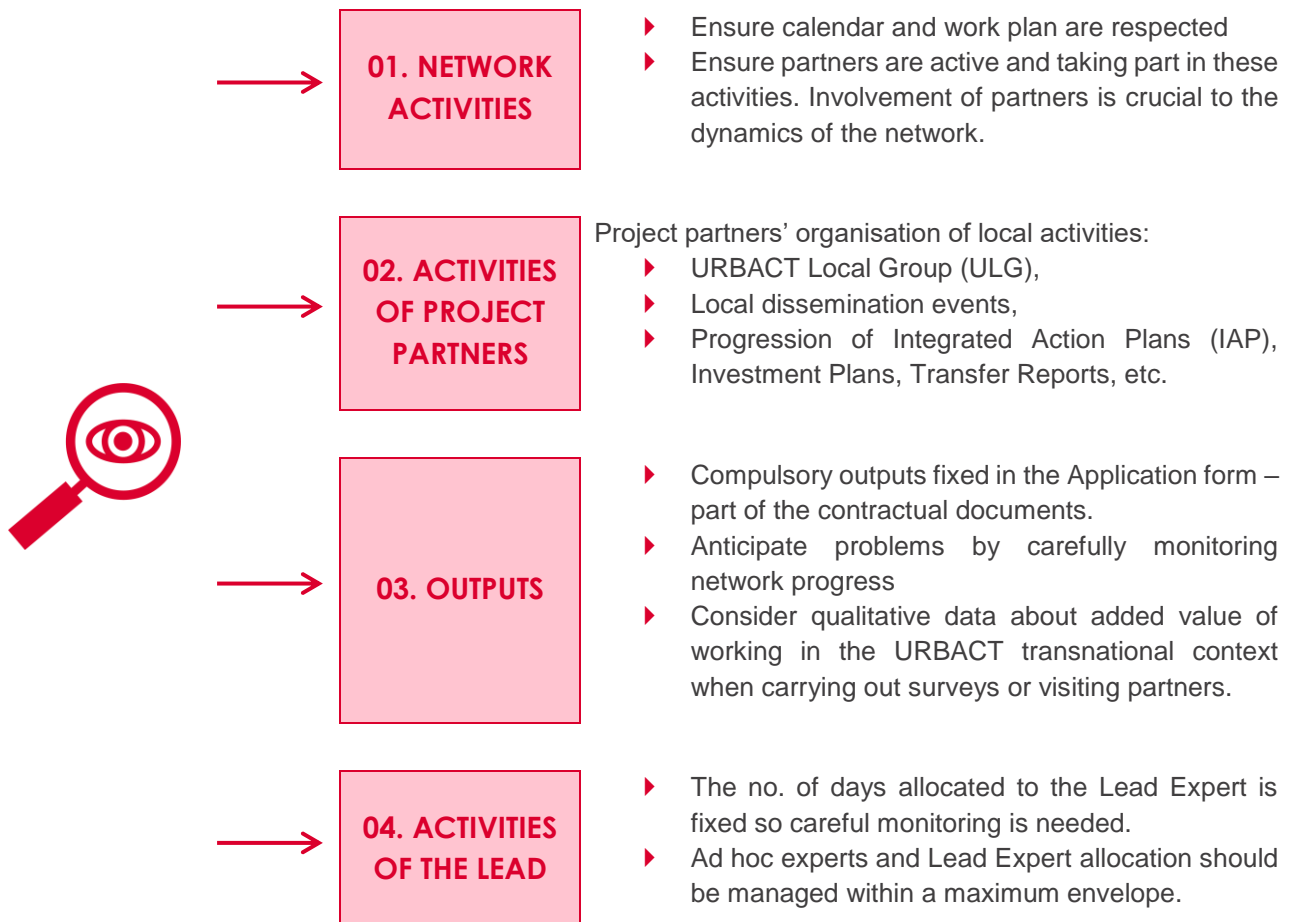 01. NETWORK
ACTIVITIES
Ensure calendar and work plan are respected
Ensure partners are active and taking part in these
activities. Involvement of partners is crucial to the
dynamics of the network.
02. ACTIVITIES
OF PROJECT
PARTNERS
Project partners’ organisation of local activities:
URBACT Local Group (ULG),
Local dissemination events,
Progression of Integrated Action Plans (IAP),
Investment Plans, Transfer Reports, etc.
03. OUTPUTS
Compulsory outputs fixed in the Application form –
part of the contractual documents.
Anticipate problems by carefully monitoring
network progress
Consider qualitative data about added value of
working in the URBACT transnational context
when carrying out surveys or visiting partners.
04. ACTIVITIES
OF THE LEAD
The no. of days allocated to the Lead Expert is
fixed so careful monitoring is needed.
Ad hoc experts and Lead Expert allocation should
be managed within a maximum envelope.